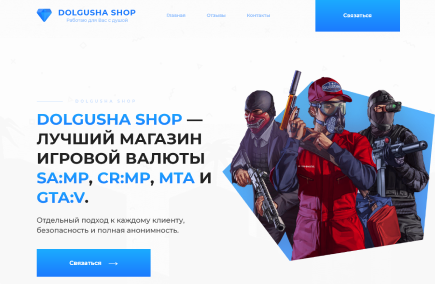 DOLGUSHA SHOP
Работаю для Вас с душой
Главная
Отзывы
Контакты
Связаться
DOLGUSHA SHOP
DOLGUSHA SHOP —
ЛУЧШИЙ МАГАЗИН
ИГРОВОЙ ВАЛЮТЫ
SA:MP, CR:MP, MTA И
GTA:V.
Отдельный подход к каждому клиенту,
безопасность и полная анонимность.
Связаться